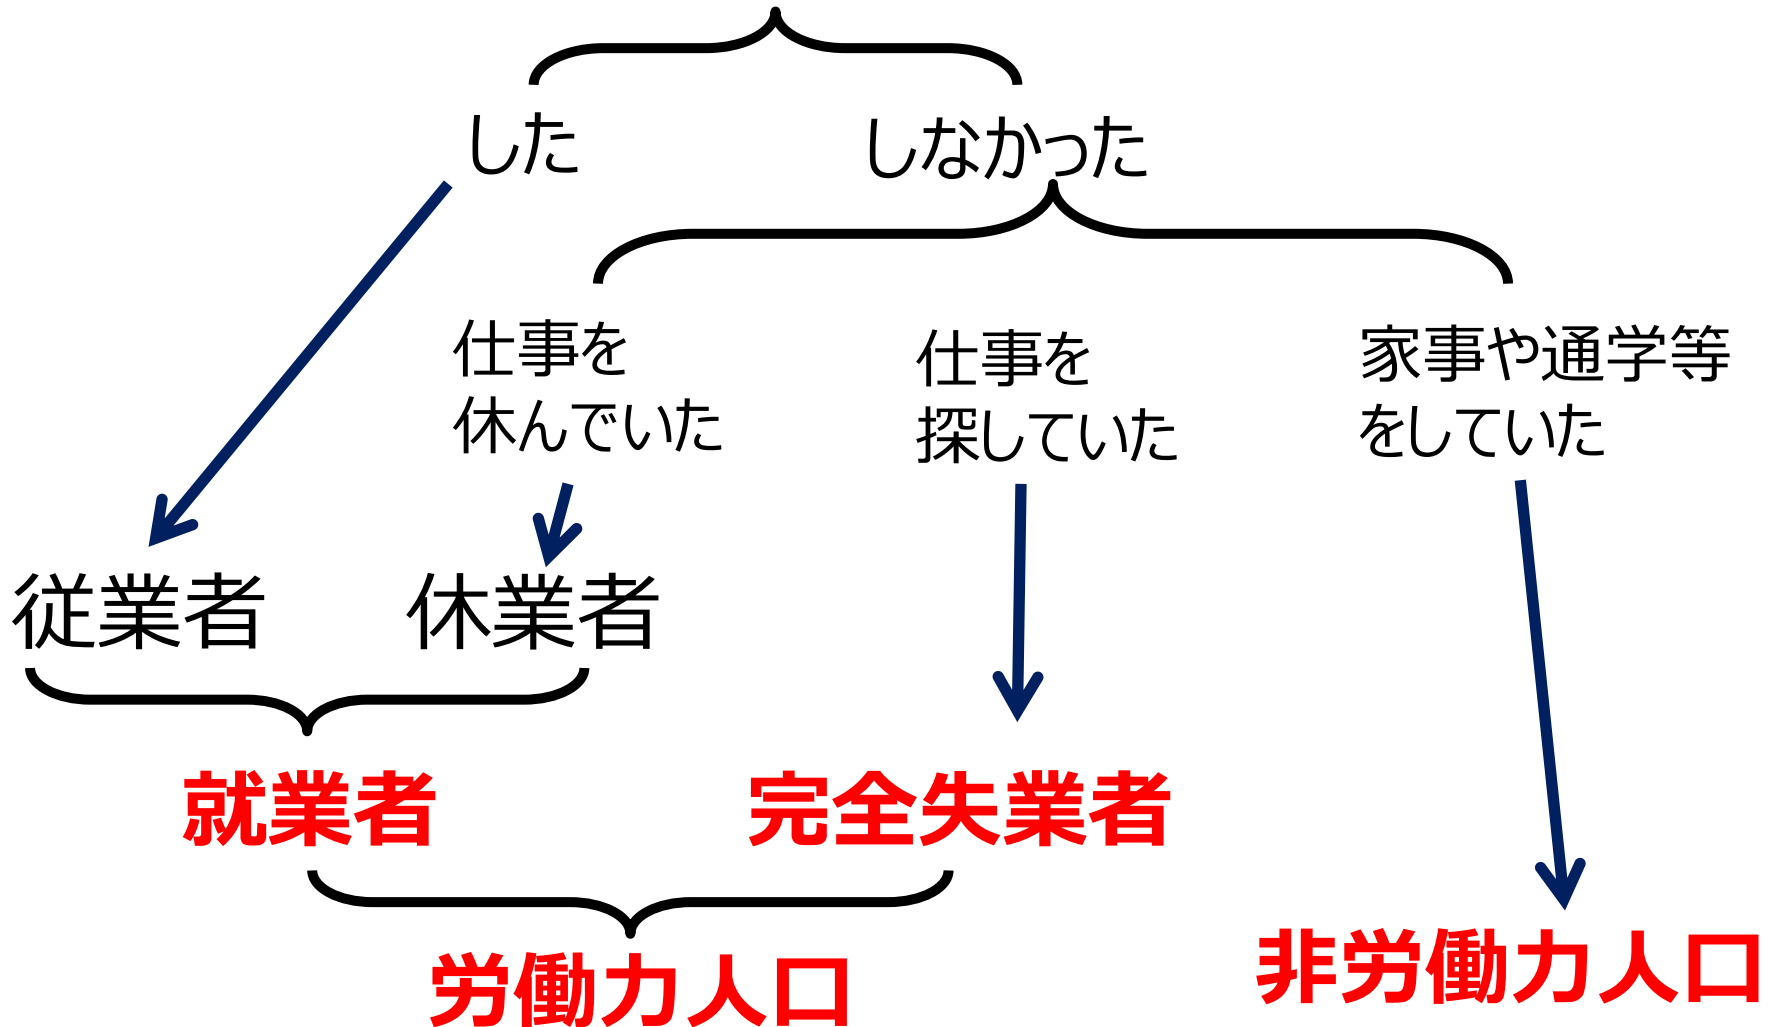 した
しなかった
仕事を
休んでいた
仕事を
探していた
家事や通学等
をしていた
従業者
休業者
就業者
完全失業者
労働力人口
非労働力人口